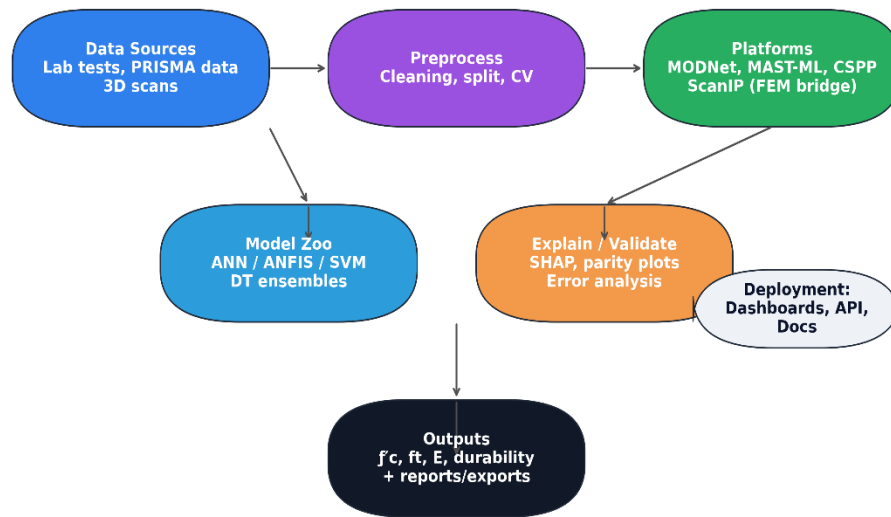 Data Sources
Lab tests, PRISMA data
3D scans
Preprocess
Cleaning, split, CV
Platforms
MODNet, MAST-ML, CSPP
ScanIP (FEM bridge)
Model Zoo
ANN / ANFIS / SVM
DT ensembles
Explain / Validate
SHAP, parity plots
Error analysis
Deployment:
Dashboards, API,
Docs
Outputs
ƒ′c, ft, E, durability
+ reports/exports